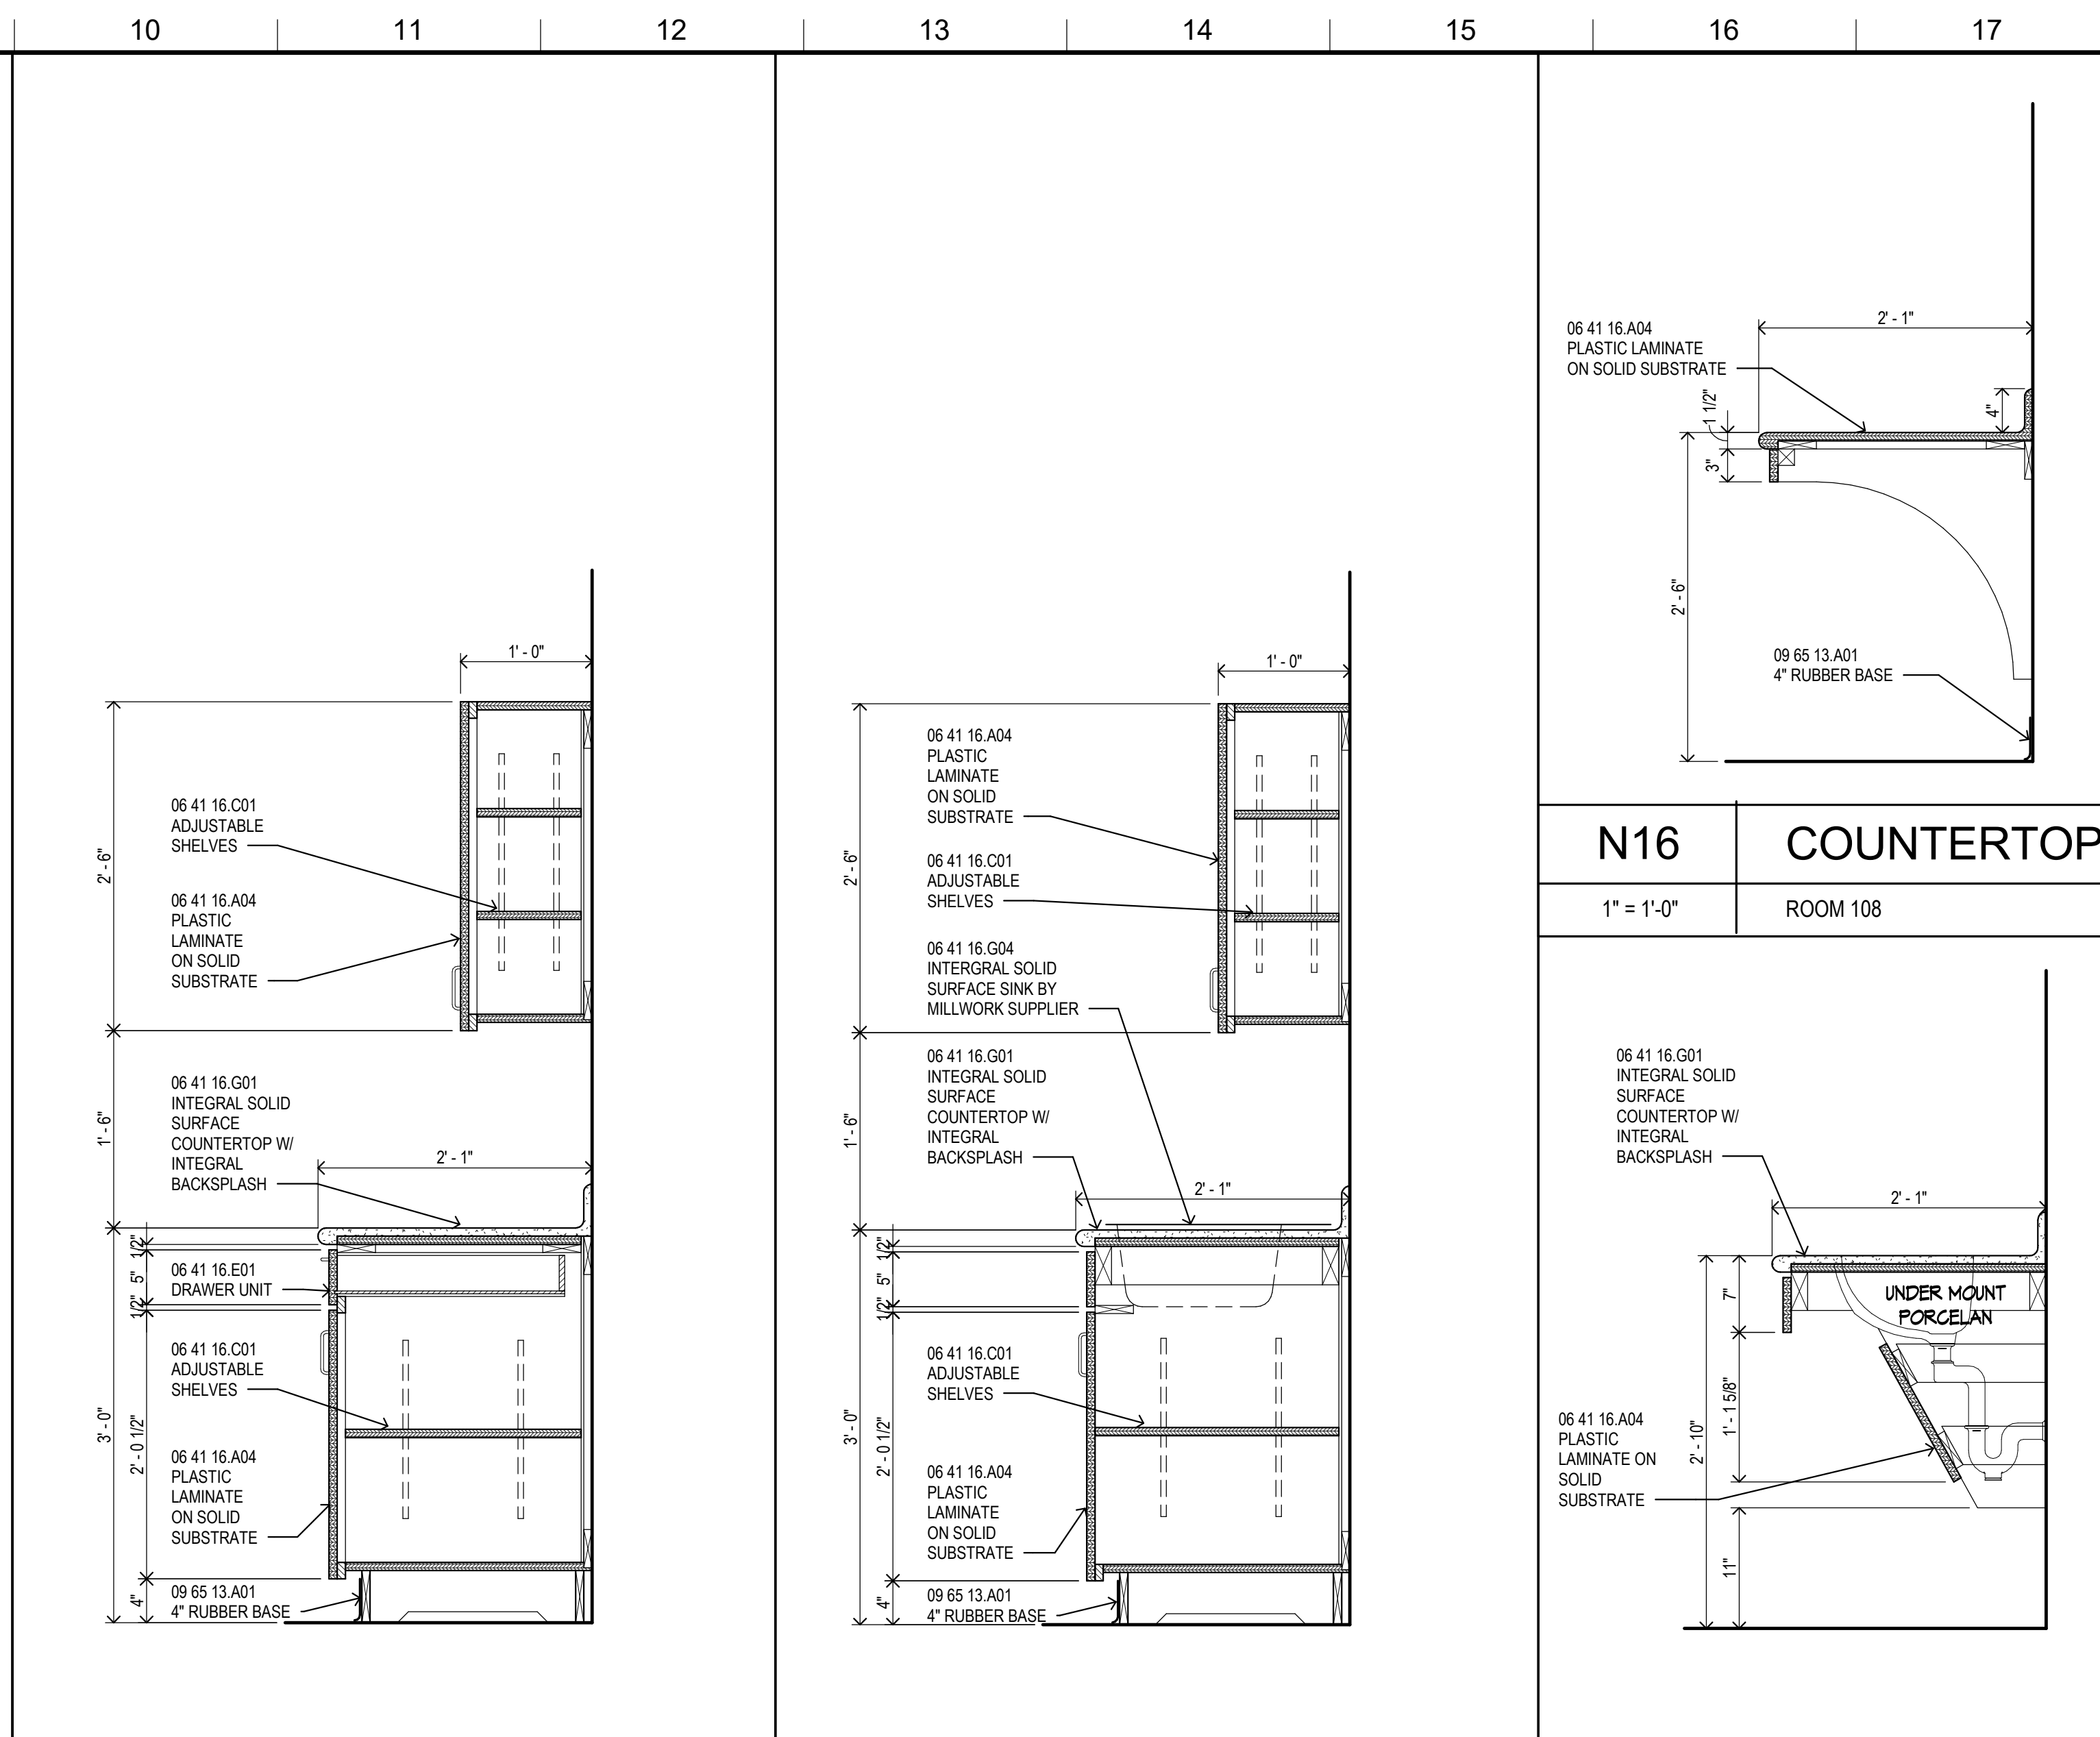 10 11 12 13 14 15 16 17
1' - 0"
2' - 6"
06 41 16.C01
ADJUSTABLE
SHELVES
06 41 16.A04
PLASTIC
LAMINATE
ON SOLID
SUBSTRATE
1' - 6"
06 41 16.G01
INTEGRAL SOLID
SURFACE
COUNTERTOP W/
INTEGRAL
BACKSPLASH
2' - 1"
1/2"
5"
1/2"
06 41 16.E01
DRAWER UNIT
3' - 0"
2' - 0 1/2"
06 41 16.C01
ADJUSTABLE
SHELVES
06 41 16.A04
PLASTIC
LAMINATE
ON SOLID
SUBSTRATE
4"
09 65 13.A01
4" RUBBER BASE
1' - 0"
2' - 6"
06 41 16.A04
PLASTIC
LAMINATE
ON SOLID
SUBSTRATE
06 41 16.C01
ADJUSTABLE
SHELVES
06 41 16.G04
INTERGRAL SOLID
SURFACE SINK BY
MILLWORK SUPPLIER
1' - 6"
06 41 16.G01
INTEGRAL SOLID
SURFACE
COUNTERTOP W/
INTEGRAL
BACKSPLASH
2' - 1"
1/2"
5"
1/2"
3' - 0"
2' - 0 1/2"
06 41 16.C01
ADJUSTABLE
SHELVES
06 41 16.A04
PLASTIC
LAMINATE
ON SOLID
SUBSTRATE
4"
09 65 13.A01
4" RUBBER BASE
2' - 1"
06 41 16.A04
PLASTIC LAMINATE
ON SOLID SUBSTRATE
1 1/2"
4"
3"
2' - 6"
09 65 13.A01
4" RUBBER BASE
N16 COUNTERTOP
1" = 1'-0" ROOM 108
06 41 16.G01
INTEGRAL SOLID
SURFACE
COUNTERTOP W/
INTEGRAL
BACKSPLASH
2' - 1"
7"
UNDER MOUNT
PORCELAN
1' - 1 5/8"
2' - 10"
06 41 16.A04
PLASTIC
LAMINATE ON
SOLID
SUBSTRATE
11"